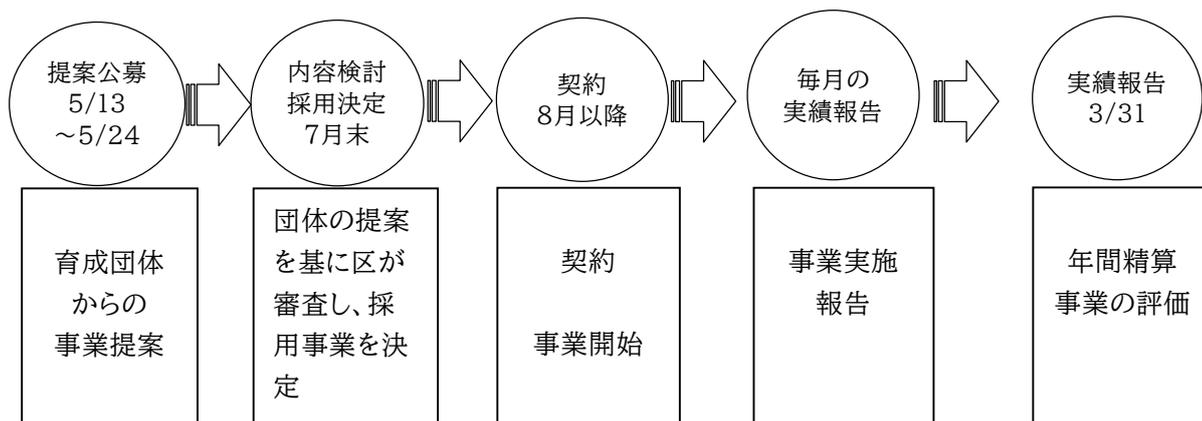 提案公募
5/13
～5/24
内容検討
採用決定
7月末
契約
8月以降
毎月の
実績報告
実績報告
3/31
育成団体
からの
事業提案
団体の提案
を基に区が
審査し、採
用事業を決
定
契約
事業開始
事業実施
報告
年間精算
事業の評価